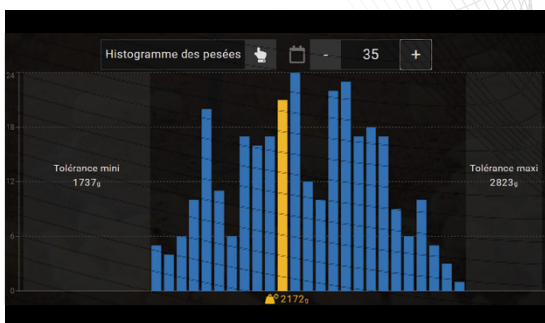 Histogramme des pesées - 35 +
24
18
12
6
0
Tolérance mini
1737g
Tolérance maxi
2823g
2172g